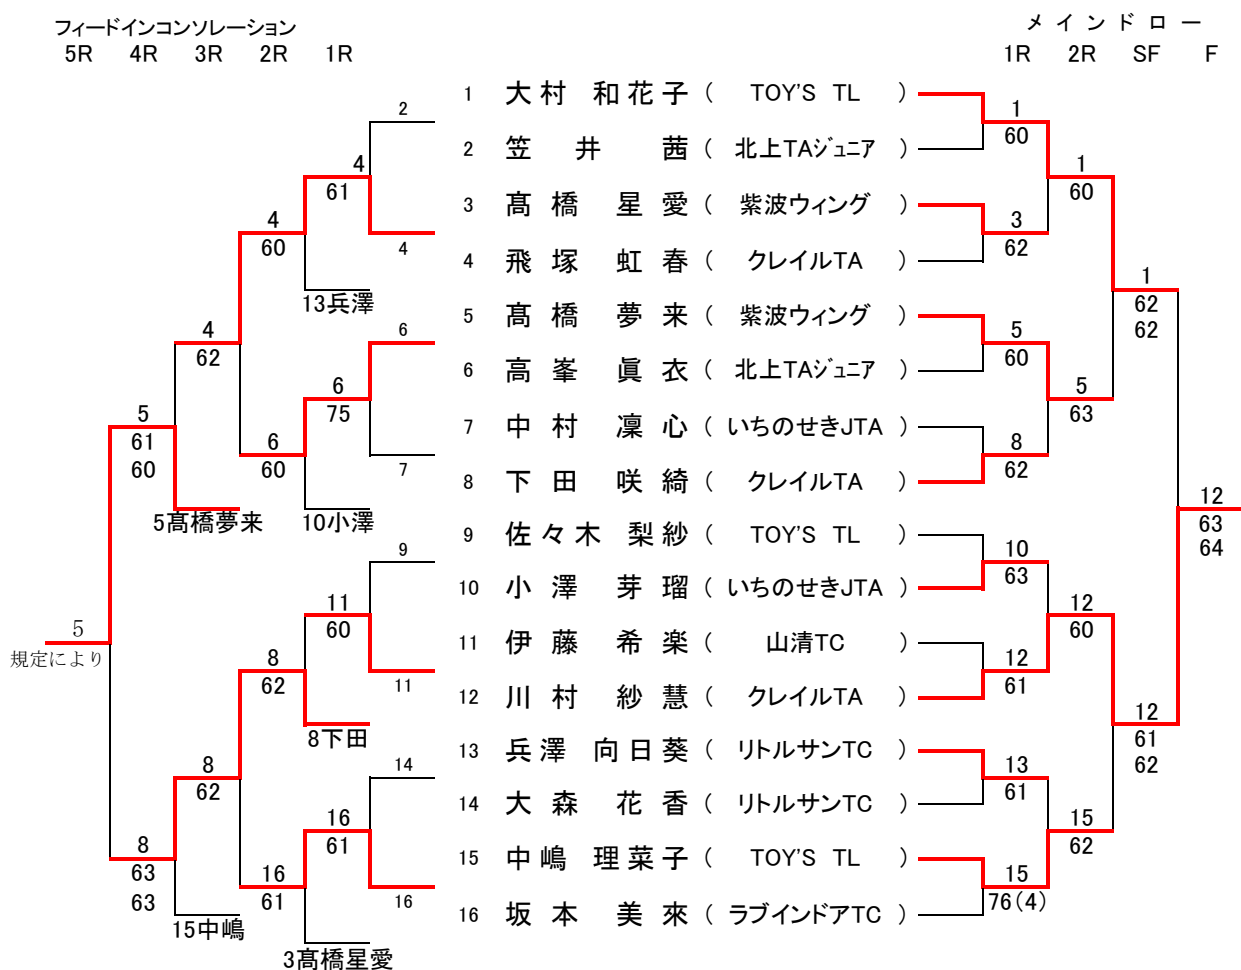 フィードインコンソレーション メインドロー
5R 4R 3R 2R 1R 1R 2R SF F
1 大村 和花子 ( TOY'S TL )
2 1
2 笠井 茜 ( 北上TAｼﾞｭﾆｱ ) 60
4 1
61 60
3 髙橋 星愛 ( 紫波ウィング ) 3
4 62
60 4
4 飛塚 虹春 ( クレイルTA )
13兵澤 1
62
62
5 髙橋 夢来 ( 紫波ウィング )
4 6 5
62 60
6 高峯 眞衣 ( 北上TAｼﾞｭﾆｱ )
6 5
75 63
5 7 中村 凜心 ( いちのせきJTA )
61 6 8
60 60 7 62
8 下田 咲綺 ( クレイルTA )
5髙橋夢来 10小澤 12
63
64
9 佐々木 梨紗 ( TOY'S TL )
9 10
63
10 小澤 芽瑠 ( いちのせきJTA )
11 12
60 60
5 11 伊藤 希楽 ( 山清TC )
規定により 8 12
62 11 61
12 川村 紗慧 ( クレイルTA )
8下田 12
61
62
13 兵澤 向日葵 ( リトルサンTC )
8 14 13
62 61
14 大森 花香 ( リトルサンTC )
16 15
61 62
8 15 中嶋 理菜子 ( TOY'S TL )
63 16 15
63 61 16 76(4)
16 坂本 美來 ( ラブインドアTC )
15中嶋
3髙橋星愛